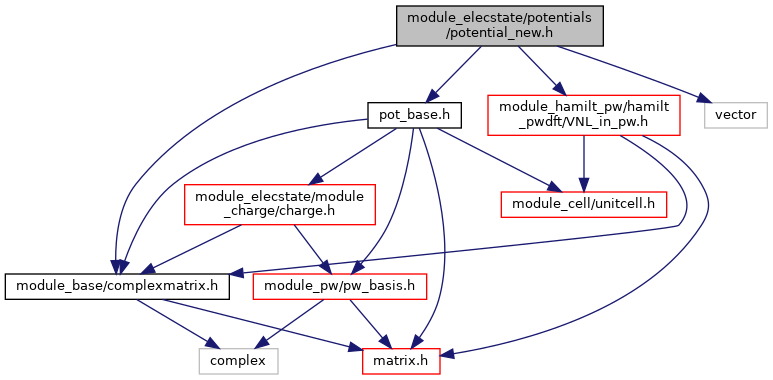 module_elecstate/potentials
/potential_new.h
pot_base.h
module_hamilt_pw/hamilt
_pwdft/VNL_in_pw.h
vector
module_elecstate/module
_charge/charge.h
module_cell/unitcell.h
module_base/complexmatrix.h
module_pw/pw_basis.h
complex
matrix.h